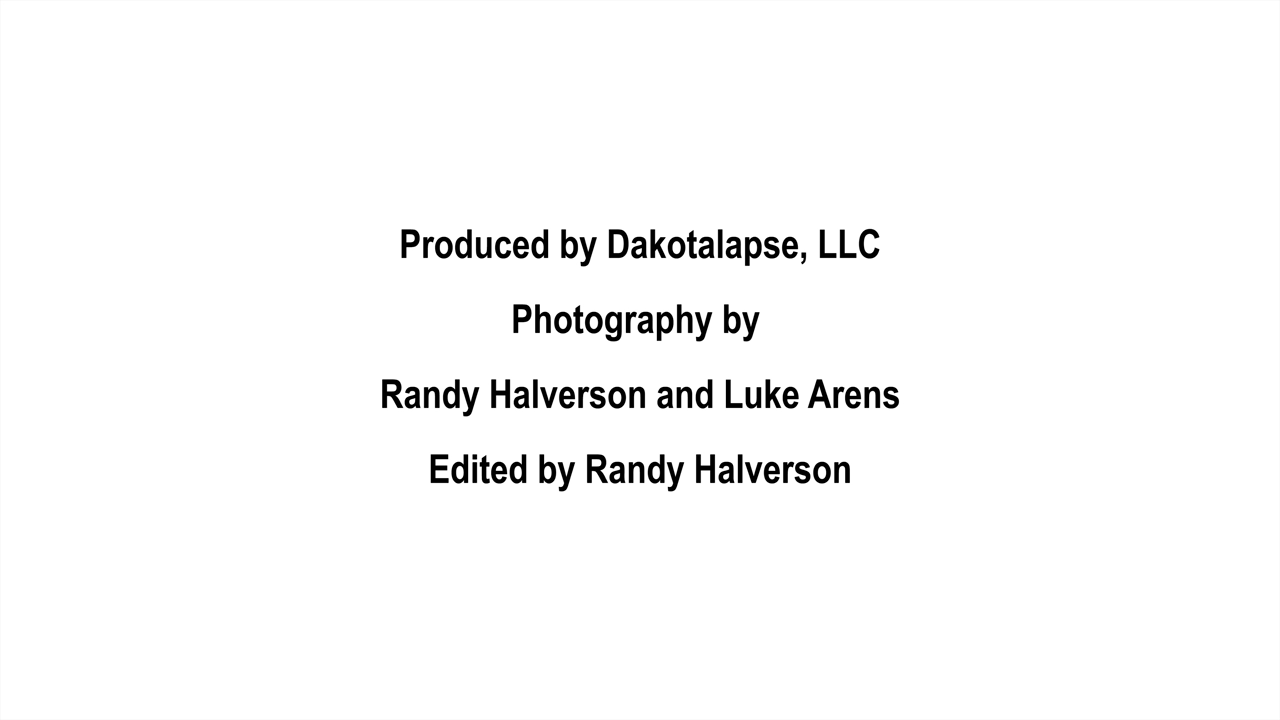 Produced by Dakotalapse, LLC
Photography by
Randy Halverson and Luke Arens
Edited by Randy Halverson